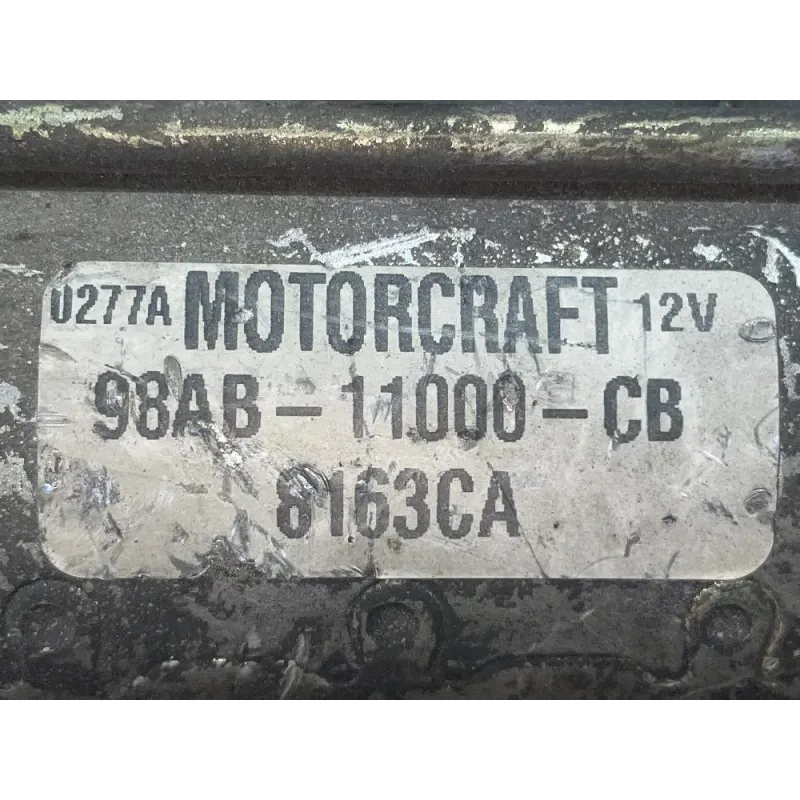 0277A MOTORCRAFT 12V
98AB-11000-CB
8163CA